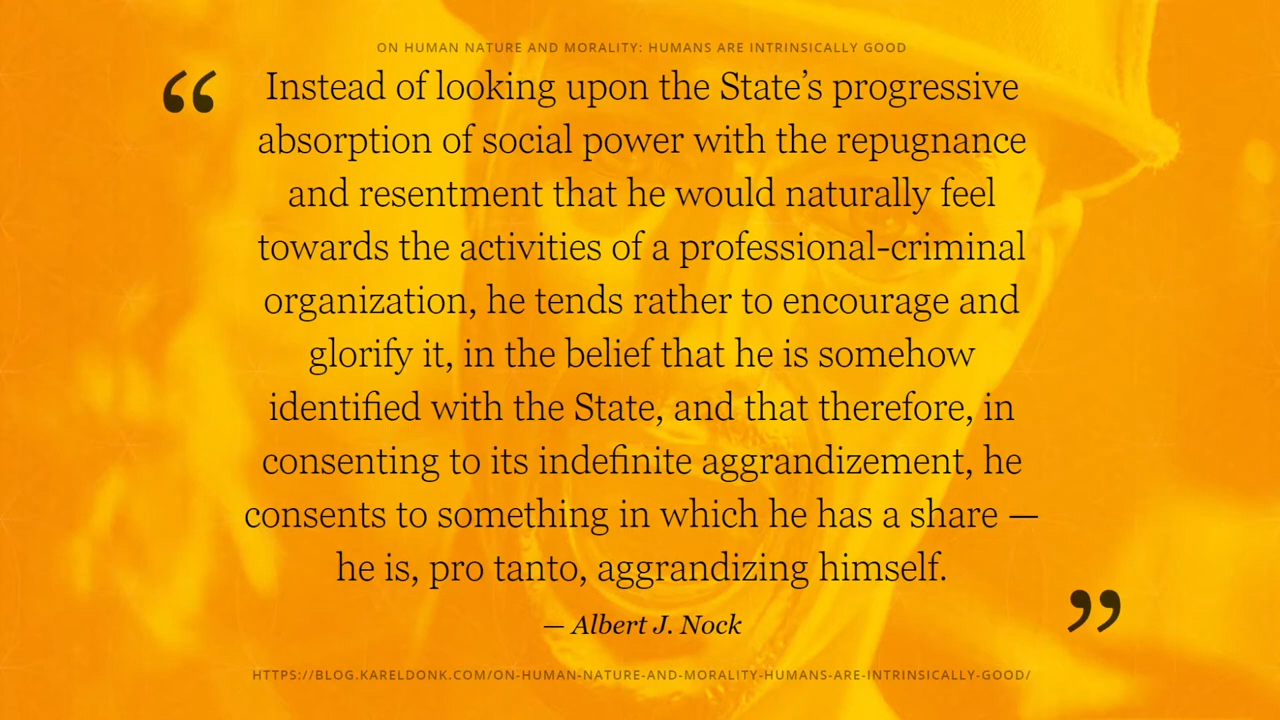 ON HUMAN NATURE AND MORALITY: HUMANS ARE INTRINSICALLY GOOD
“ Instead of looking upon the State’s progressive
absorption of social power with the repugnance
and resentment that he would naturally feel
towards the activities of a professional-criminal
organization, he tends rather to encourage and
glorify it, in the belief that he is somehow
identified with the State, and that therefore, in
consenting to its indefinite aggrandizement, he
consents to something in which he has a share —
he is, pro tanto, aggrandizing himself.
”
— Albert J. Nock
HTTPS://BLOG.KARELDONK.COM/ON-HUMAN-NATURE-AND-MORALITY-HUMANS-ARE-INTRINSICALLY-GOOD/